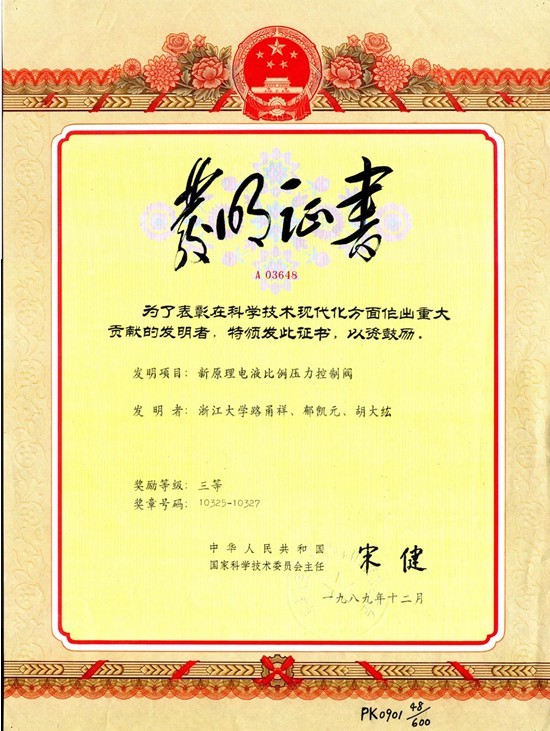 发明证书
A 03648
为了表彰在科学技术现代化方面作出重大
贡献的发明者，特颁发此证书，以资鼓励。
发明项目：新原理电液比例压力控制阀
发 明 者：浙江大学路甬祥、郁凯元、胡大纮
奖励等级：三等
奖章号码：10325-10327
中华人民共和国
国家科学技术委员会主任 宋健
一九八九年十二月
PK0901 48/600